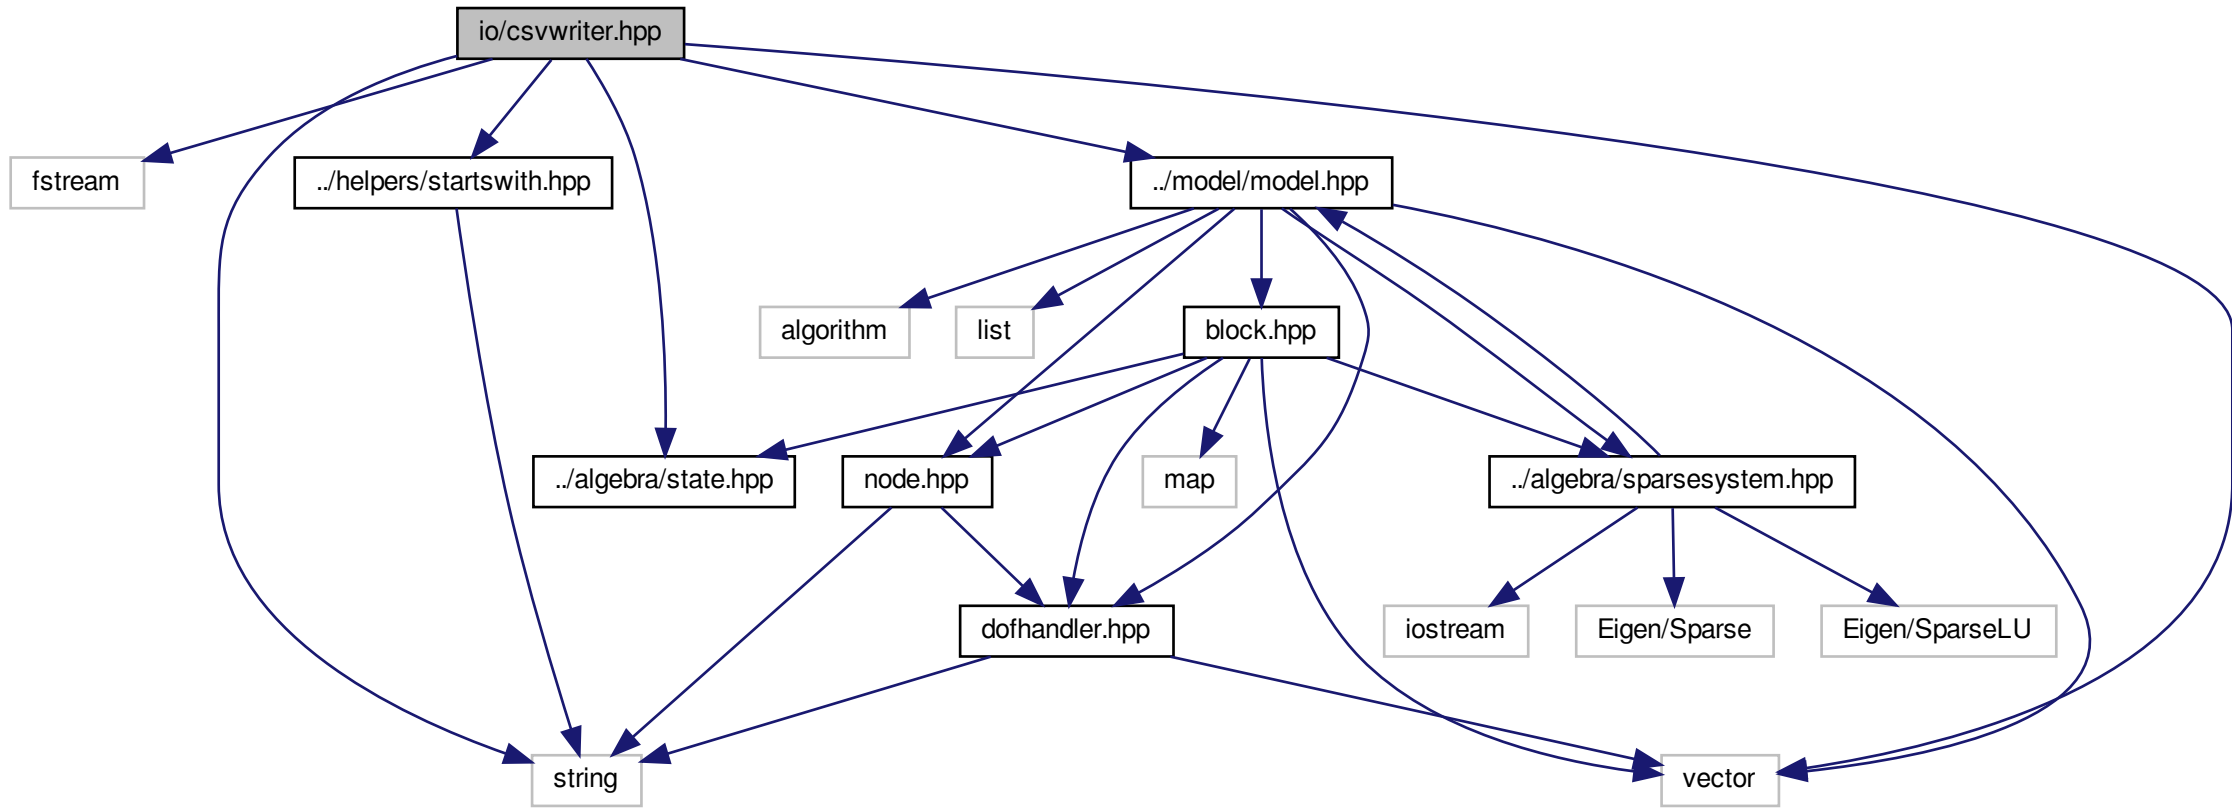 io/csvwriter.hpp
fstream
../helpers/startswith.hpp
../model/model.hpp
algorithm
list
block.hpp
../algebra/state.hpp
node.hpp
map
../algebra/sparsesystem.hpp
dofhandler.hpp
iostream
Eigen/Sparse
Eigen/SparseLU
string
vector